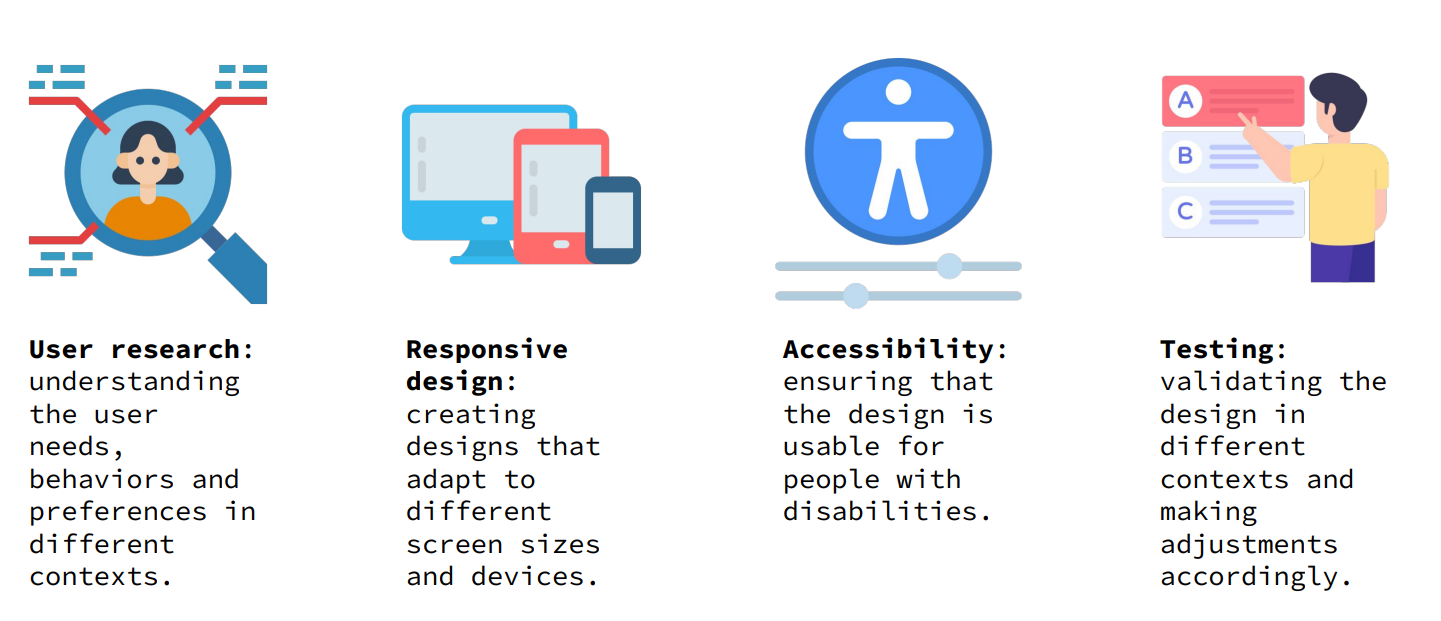 A
B
C
User research:
understanding
the user
needs,
behaviors and
preferences in
different
contexts.
Responsive
design:
creating
designs that
adapt to
different
screen sizes
and devices.
Accessibility:
ensuring that
the design is
usable for
people with
disabilities.
Testing:
validating the
design in
different
contexts and
making
adjustments
accordingly.